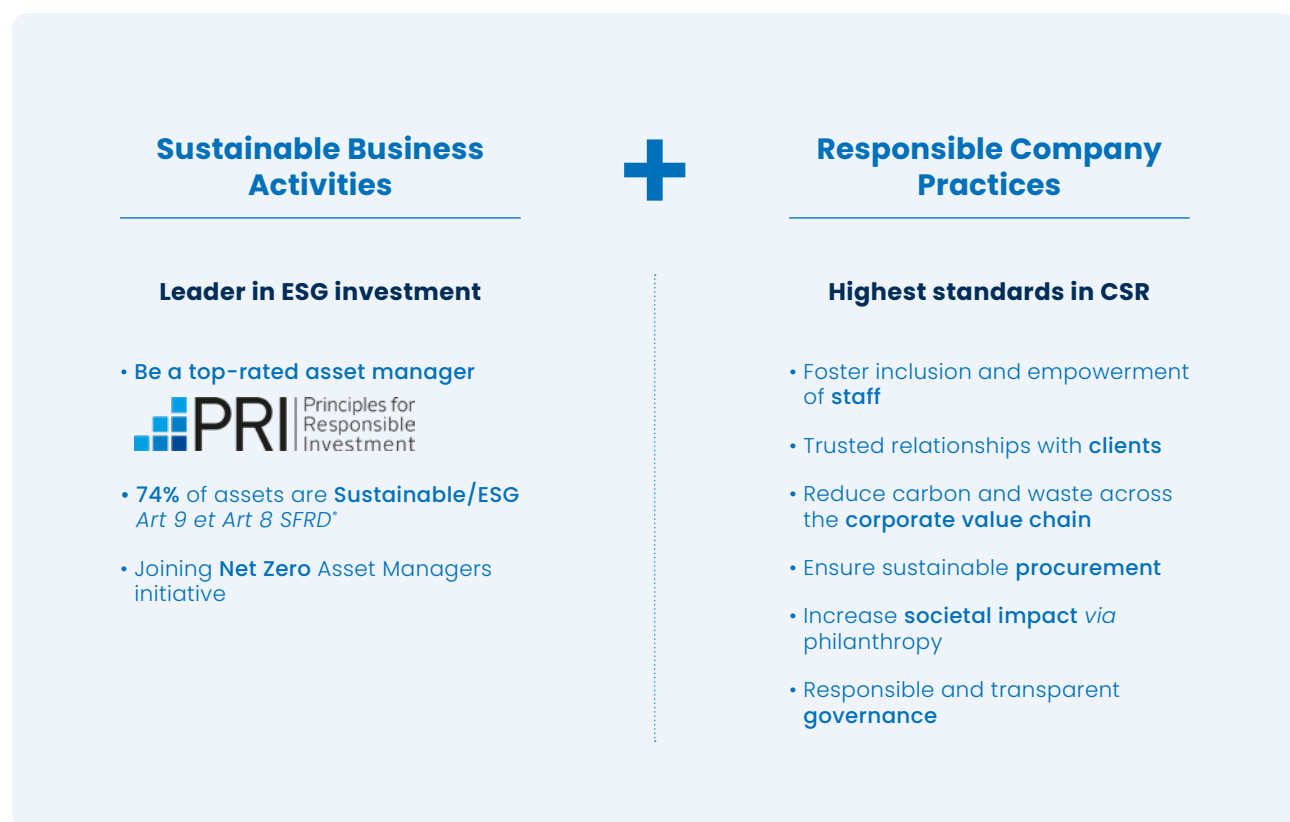 Sustainable Business
Activities
Leader in ESG investment
• Be a top-rated asset manager
PRI
Principles for
Responsible
Investment
• 74% of assets are Sustainable/ESG
Art 9 et Art 8 SFRD*
• Joining Net Zero Asset Managers
initiative
Responsible Company
Practices
Highest standards in CSR
• Foster inclusion and empowerment
of staff
• Trusted relationships with clients
• Reduce carbon and waste across
the corporate value chain
• Ensure sustainable procurement
• Increase societal impact via
philanthropy
• Responsible and transparent
governance